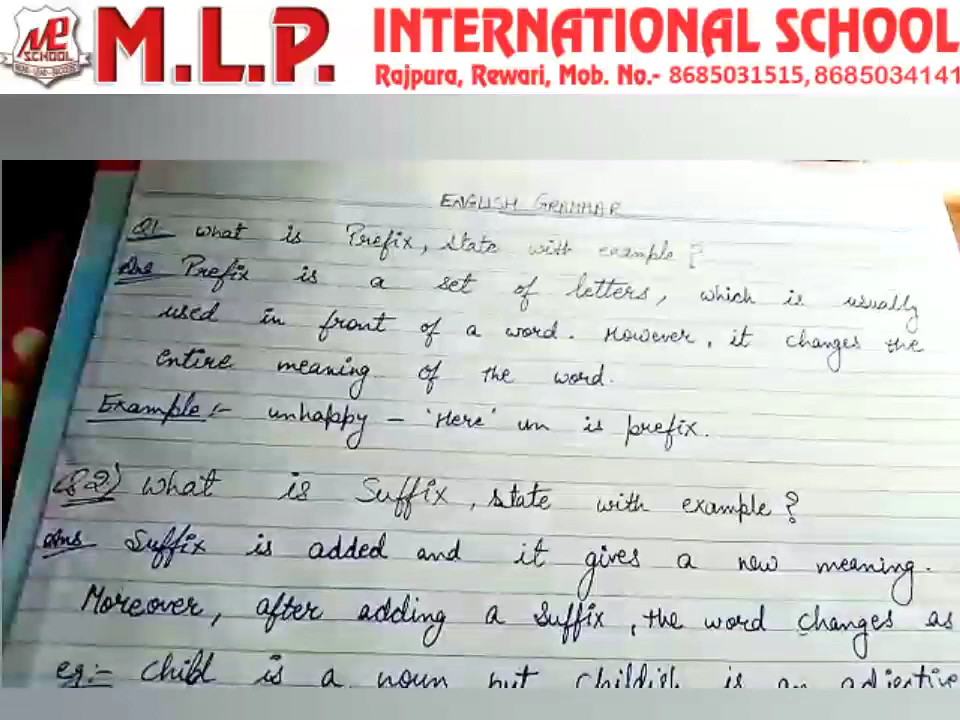 MP SCHOOL
M.L.P. INTERNATIONAL SCHOOL
Rajpura, Rewari, Mob. No.- 8685031515, 8685034141
ENGLISH GRAMMAR
Q1 What is Prefix, state with example ?
Ans Prefix is a set of letters, which is usually
used in front of a word. However, it changes the
entire meaning of the word.
Example :- unhappy – 'Here' un is prefix.
Q2) What is Suffix, state with example ?
Ans Suffix is added and it gives a new meaning.
Moreover, after adding a suffix, the word changes as
eg:- child is a noun but childish is an adjective